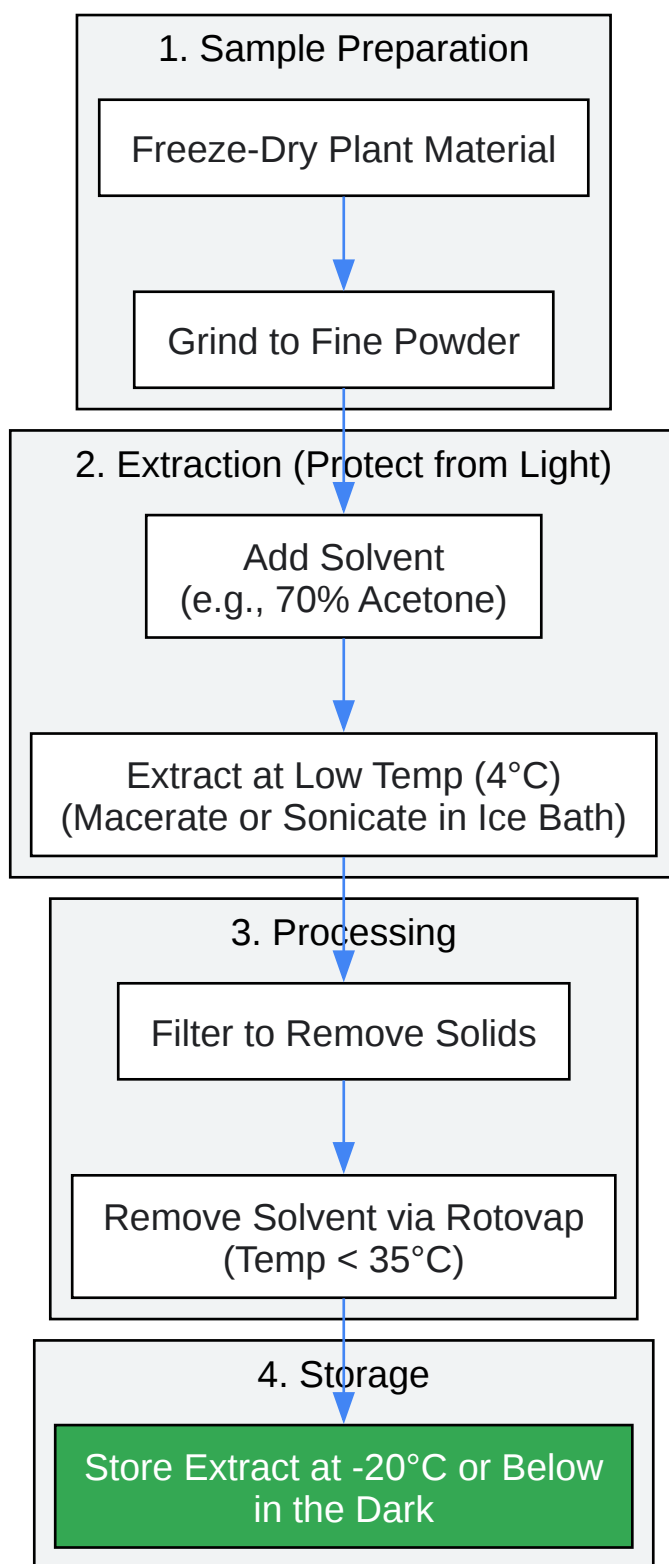 1. Sample Preparation
Freeze-Dry Plant Material
Grind to Fine Powder
2. Extraction (Protect from Light)
Add Solvent
(e.g., 70% Acetone)
Extract at Low Temp (4°C)
(Macerate or Sonicate in Ice Bath)
3. Processing
Filter to Remove Solids
Remove Solvent via Rotovap
(Temp < 35°C)
4. Storage
Store Extract at -20°C or Below
in the Dark